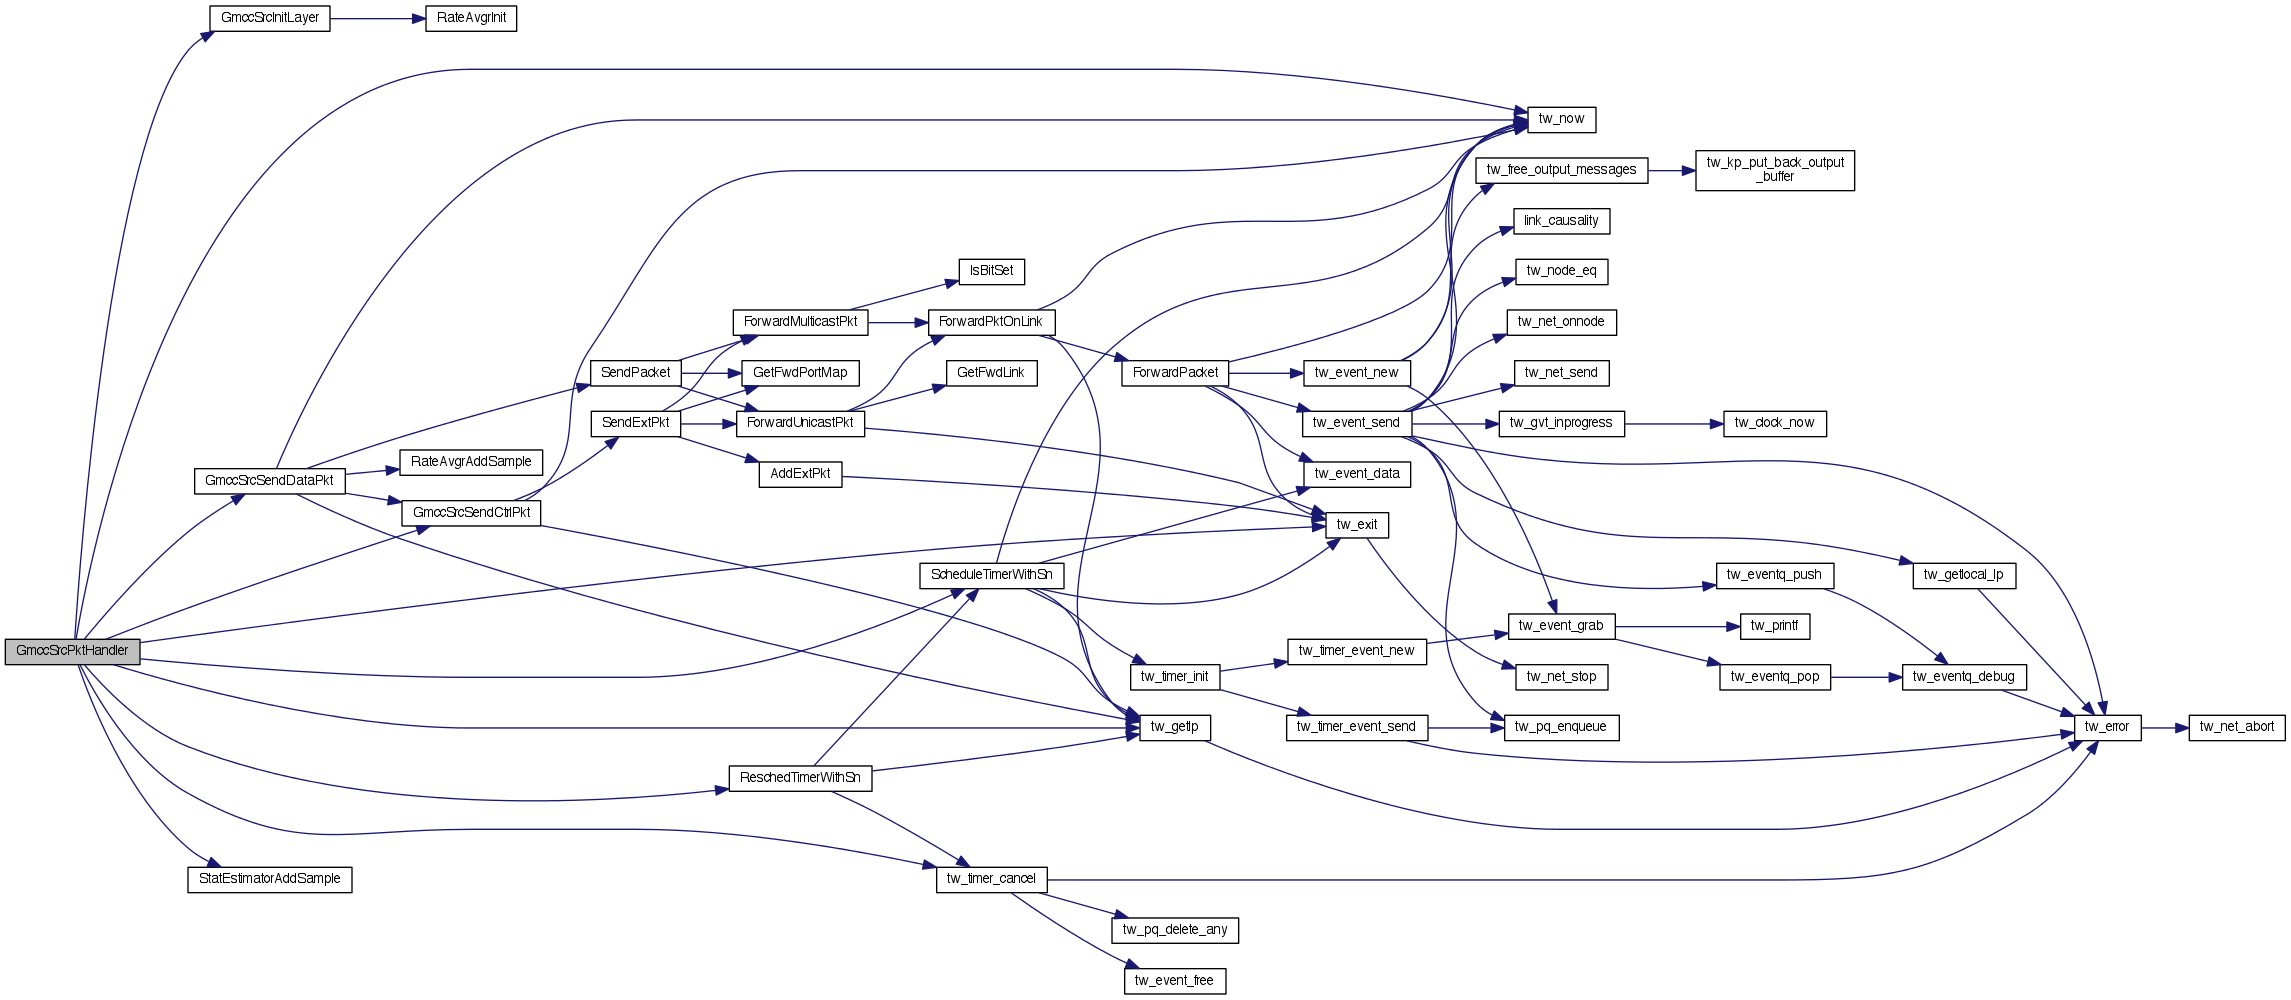 GmccSrcInitLayer
RateAvgrInit
tw_now
tw_free_output_messages
tw_kp_put_back_output
_buffer
link_causality
IsBitSet
tw_node_eq
ForwardMulticastPkt
ForwardPktOnLink
tw_net_onnode
SendPacket
GetFwdPortMap
GetFwdLink
ForwardPacket
tw_event_new
tw_net_send
SendExtPkt
ForwardUnicastPkt
tw_event_send
tw_gvt_inprogress
tw_clock_now
RateAvgrAddSample
GmccSrcSendDataPkt
AddExtPkt
tw_event_data
GmccSrcSendCtrlPkt
tw_exit
ScheduleTimerWithSn
tw_eventq_push
tw_getlocal_lp
tw_event_grab
tw_printf
GmccSrcPktHandler
tw_timer_event_new
tw_timer_init
tw_net_stop
tw_eventq_pop
tw_eventq_debug
tw_getlp
tw_timer_event_send
tw_pq_enqueue
tw_error
tw_net_abort
ReschedTimerWithSn
StatEstimatorAddSample
tw_timer_cancel
tw_pq_delete_any
tw_event_free